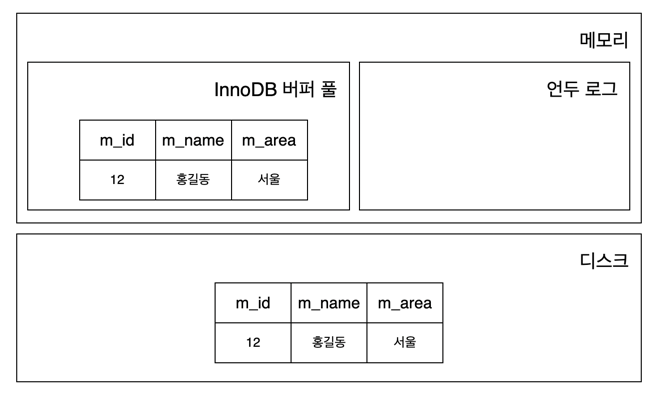 메모리
InnoDB 버퍼 풀
m_id m_name m_area
12 홍길동 서울
언두 로그
디스크
m_id m_name m_area
12 홍길동 서울